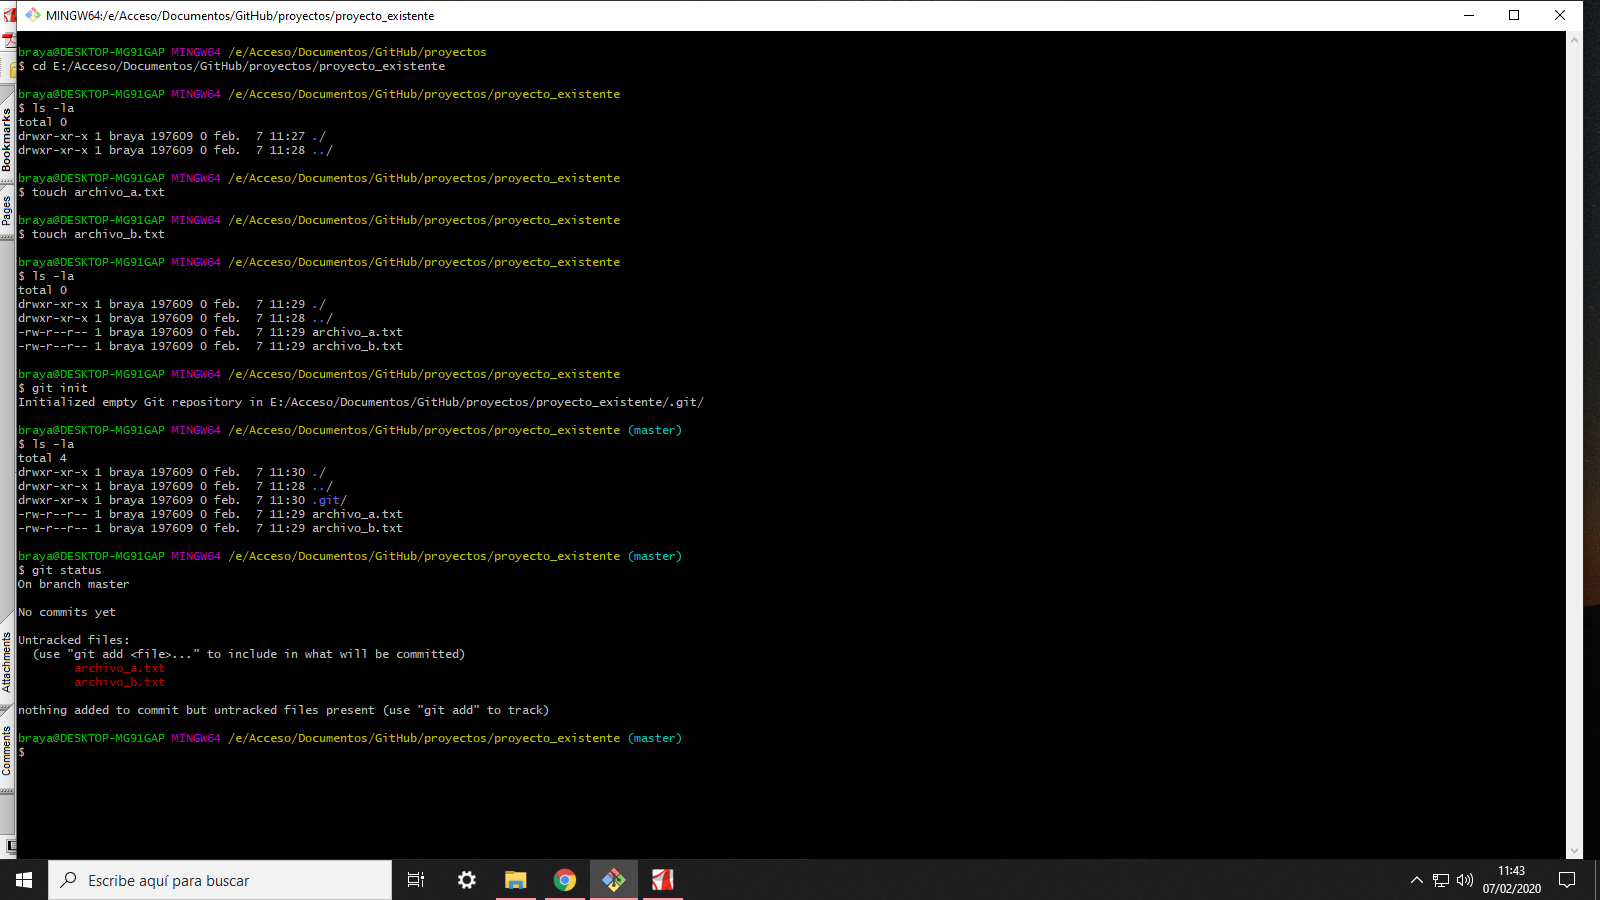 MINGW64:/e/Acceso/Documentos/GitHub/proyectos/proyecto_existente
braya@DESKTOP-MG91GAP MINGW64 /e/Acceso/Documentos/GitHub/proyectos
$ cd E:/Acceso/Documentos/GitHub/proyectos/proyecto_existente
braya@DESKTOP-MG91GAP MINGW64 /e/Acceso/Documentos/GitHub/proyectos/proyecto_existente
$ ls -la
total 0
drwxr-xr-x 1 braya 197609 0 feb.  7 11:27 ./
drwxr-xr-x 1 braya 197609 0 feb.  7 11:28 ../
braya@DESKTOP-MG91GAP MINGW64 /e/Acceso/Documentos/GitHub/proyectos/proyecto_existente
$ touch archivo_a.txt
braya@DESKTOP-MG91GAP MINGW64 /e/Acceso/Documentos/GitHub/proyectos/proyecto_existente
$ touch archivo_b.txt
braya@DESKTOP-MG91GAP MINGW64 /e/Acceso/Documentos/GitHub/proyectos/proyecto_existente
$ ls -la
total 0
drwxr-xr-x 1 braya 197609 0 feb.  7 11:29 ./
drwxr-xr-x 1 braya 197609 0 feb.  7 11:28 ../
-rw-r--r-- 1 braya 197609 0 feb.  7 11:29 archivo_a.txt
-rw-r--r-- 1 braya 197609 0 feb.  7 11:29 archivo_b.txt
braya@DESKTOP-MG91GAP MINGW64 /e/Acceso/Documentos/GitHub/proyectos/proyecto_existente
$ git init
Initialized empty Git repository in E:/Acceso/Documentos/GitHub/proyectos/proyecto_existente/.git/
braya@DESKTOP-MG91GAP MINGW64 /e/Acceso/Documentos/GitHub/proyectos/proyecto_existente (master)
$ ls -la
total 4
drwxr-xr-x 1 braya 197609 0 feb.  7 11:30 ./
drwxr-xr-x 1 braya 197609 0 feb.  7 11:28 ../
drwxr-xr-x 1 braya 197609 0 feb.  7 11:30 .git/
-rw-r--r-- 1 braya 197609 0 feb.  7 11:29 archivo_a.txt
-rw-r--r-- 1 braya 197609 0 feb.  7 11:29 archivo_b.txt
braya@DESKTOP-MG91GAP MINGW64 /e/Acceso/Documentos/GitHub/proyectos/proyecto_existente (master)
$ git status
On branch master
No commits yet
Untracked files:
  (use "git add <file>..." to include in what will be committed)
        archivo_a.txt
        archivo_b.txt
nothing added to commit but untracked files present (use "git add" to track)
braya@DESKTOP-MG91GAP MINGW64 /e/Acceso/Documentos/GitHub/proyectos/proyecto_existente (master)
$
Bookmarks
Pages
Attachments
Comments
Escribe aquí para buscar
11:43
07/02/2020